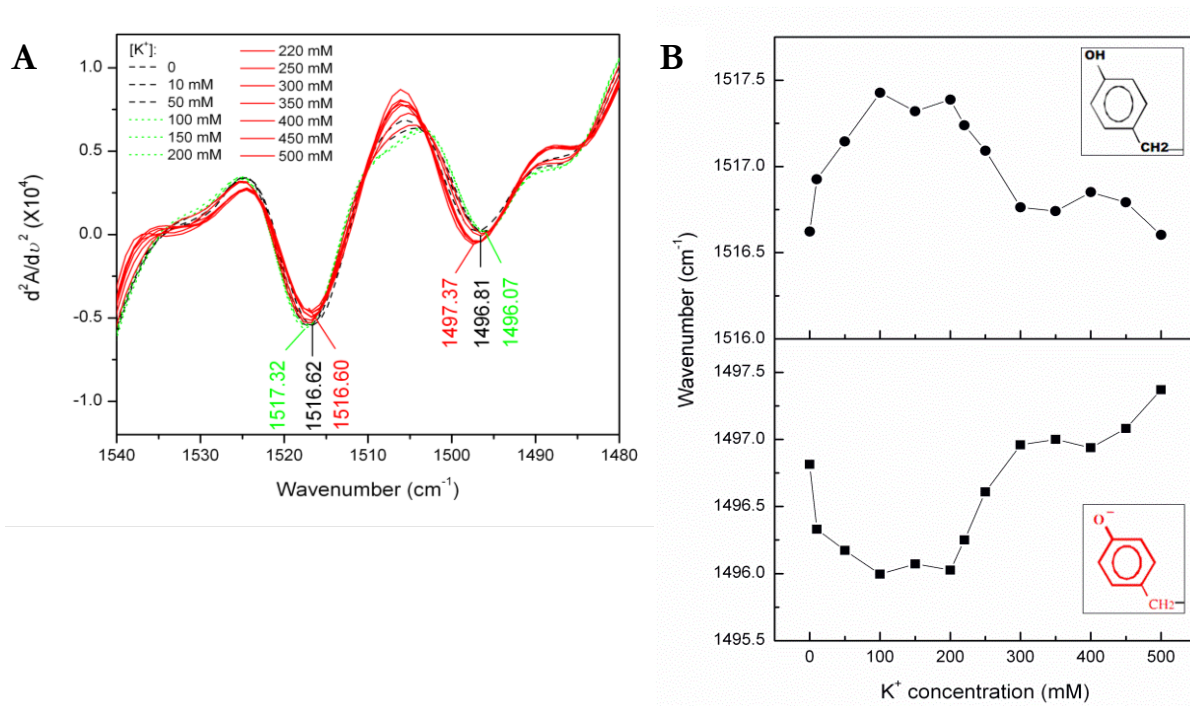 A
[K+]:
0
10 mM
50 mM
100 mM
150 mM
200 mM
220 mM
250 mM
300 mM
350 mM
400 mM
450 mM
500 mM
d²A/dυ² (X10⁴)
1.0
0.5
0.0
-0.5
-1.0
1517.32
1516.62
1516.60
1497.37
1496.81
1496.07
1540
1530
1520
1510
1500
1490
1480
Wavenumber (cm⁻¹)
B
OH
CH2
1517.5
1517.0
1516.5
1516.0
1497.5
1497.0
1496.5
1496.0
1495.5
Wavenumber (cm⁻¹)
O⁻
CH2
0
100
200
300
400
500
K⁺ concentration (mM)